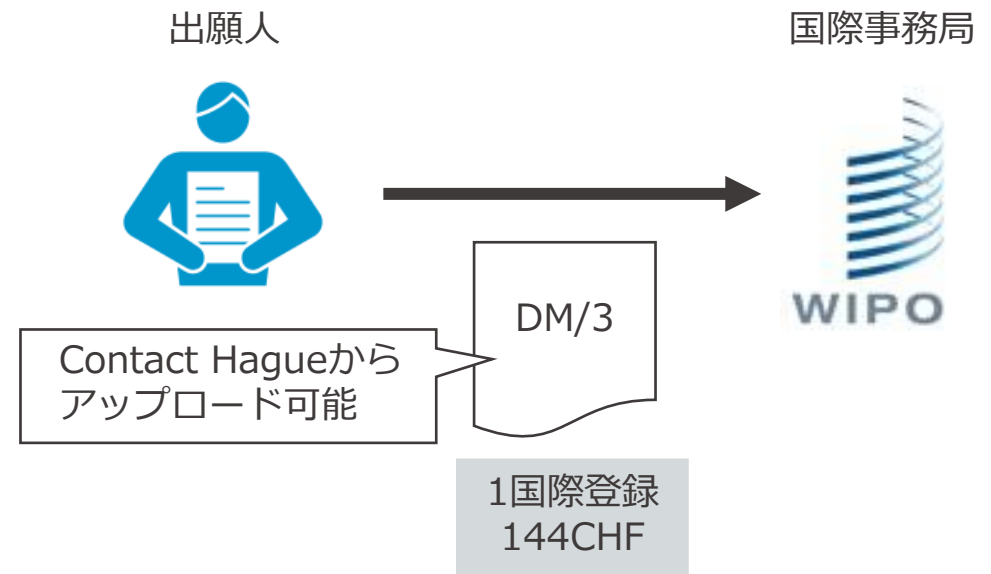 出願人
国際事務局
WIPO
DM/3
Contact Hagueから
アップロード可能
1国際登録
144CHF